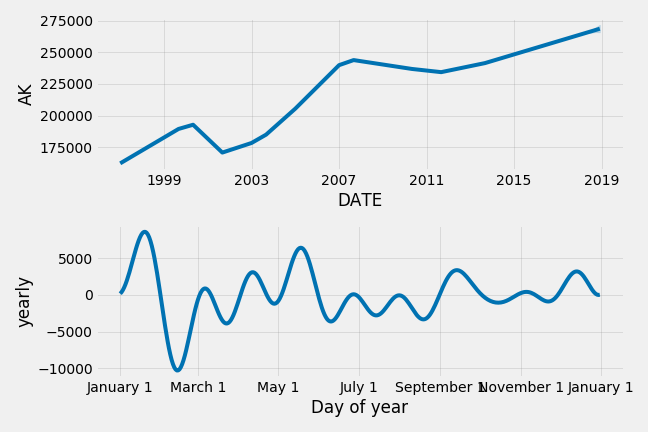 275000
250000
225000
200000
175000
AK
1999 2003 2007 2011 2015 2019
DATE
5000
0
−5000
−10000
yearly
January 1 March 1 May 1 July 1 September 1 November 1 January 1
Day of year